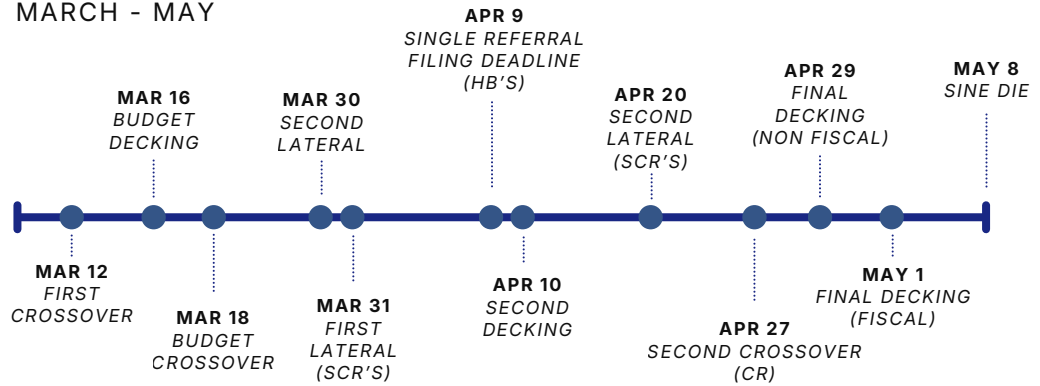 MARCH - MAY
MAR 12
FIRST
CROSSOVER
MAR 16
BUDGET
DECKING
MAR 18
BUDGET
CROSSOVER
MAR 30
SECOND
LATERAL
MAR 31
FIRST
LATERAL
(SCR'S)
APR 9
SINGLE REFERRAL
FILING DEADLINE
(HB'S)
APR 10
SECOND
DECKING
APR 20
SECOND
LATERAL
(SCR'S)
APR 27
SECOND CROSSOVER
(CR)
APR 29
FINAL
DECKING
(NON FISCAL)
MAY 1
FINAL DECKING
(FISCAL)
MAY 8
SINE DIE